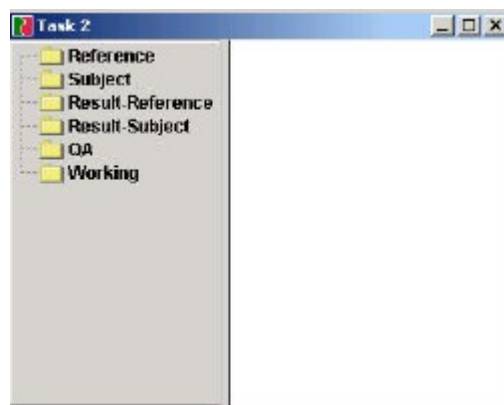 Task 2
Reference
Subject
Result-Reference
Result-Subject
QA
Working